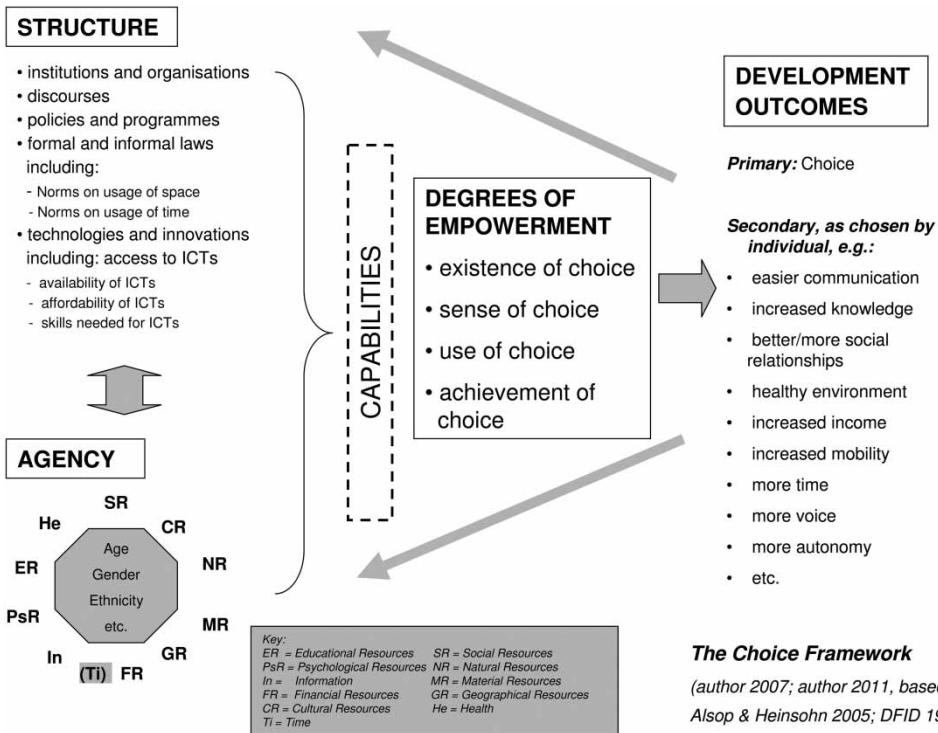 STRUCTURE
• institutions and organisations
• discourses
• policies and programmes
• formal and informal laws
including:
- Norms on usage of space
- Norms on usage of time
• technologies and innovations
including: access to ICTs
- availability of ICTs
- affordability of ICTs
- skills needed for ICTs
AGENCY
SR
He
CR
ER
NR
PsR
MR
In
GR
(Ti)
FR
Age
Gender
Ethnicity
etc.
CAPABILITIES
DEGREES OF
EMPOWERMENT
• existence of choice
• sense of choice
• use of choice
• achievement of
choice
DEVELOPMENT
OUTCOMES
Primary: Choice
Secondary, as chosen by
individual, e.g.:
• easier communication
• increased knowledge
• better/more social
relationships
• healthy environment
• increased income
• increased mobility
• more time
• more voice
• more autonomy
• etc.
Key:
ER = Educational Resources SR = Social Resources
PsR = Psychological Resources NR = Natural Resources
In = Information MR = Material Resources
FR = Financial Resources GR = Geographical Resources
CR = Cultural Resources He = Health
Ti = Time
The Choice Framework
(author 2007; author 2011, based
Alsop & Heinsohn 2005; DFID 19